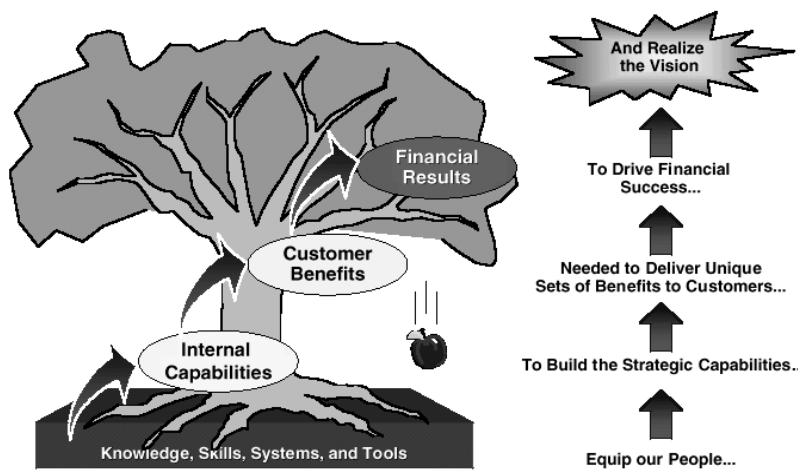 Financial
Results
Customer
Benefits
Internal
Capabilities
Knowledge, Skills, Systems, and Tools
And Realize
the Vision
To Drive Financial
Success...
Needed to Deliver Unique
Sets of Benefits to Customers...
To Build the Strategic Capabilities..
Equip our People...